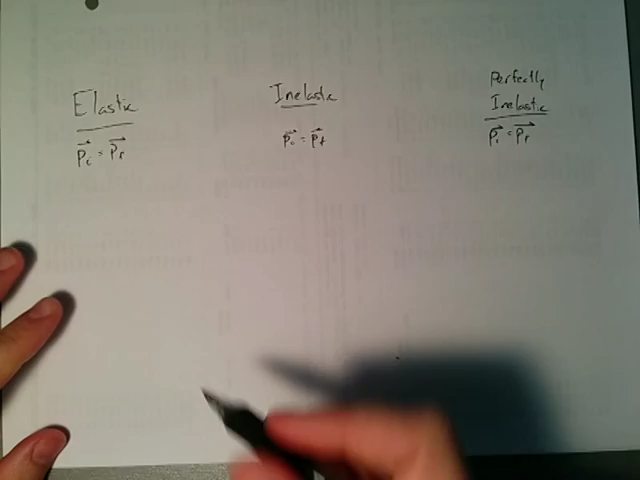 Elastic
p⃗i = p⃗f
Inelastic
p⃗i = p⃗f
Perfectly
Inelastic
p⃗i = p⃗f